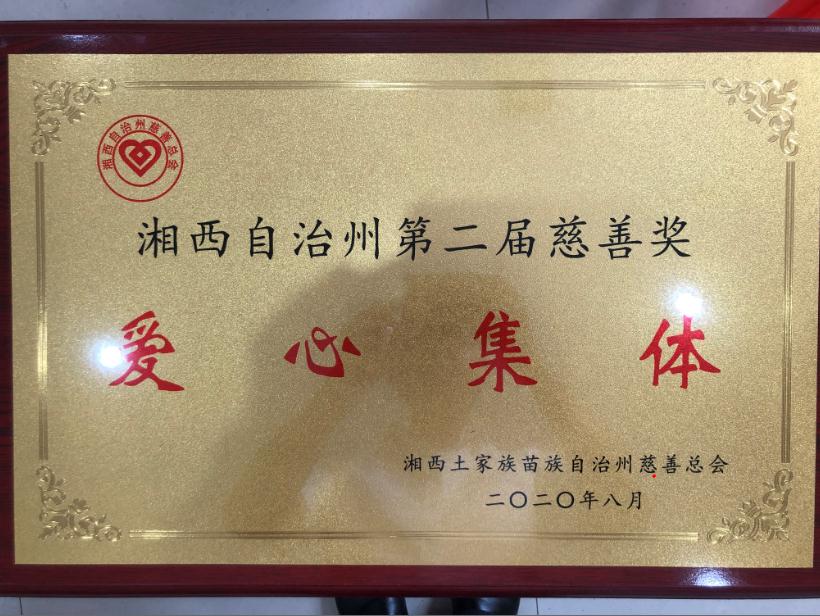 湘西自治州慈善总会
湘西自治州第二届慈善奖
爱心集体
湘西土家族苗族自治州慈善总会
二〇二〇年八月